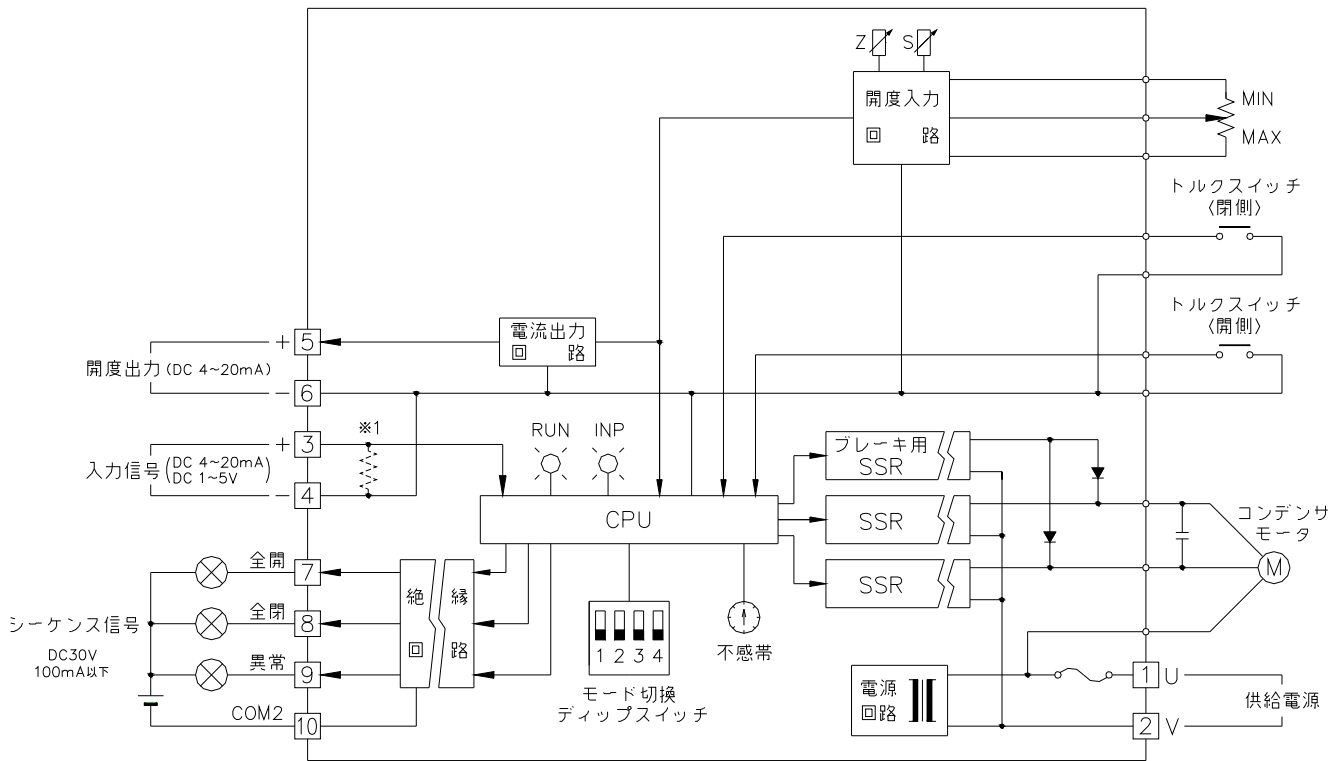 Z S
開度入力
回 路
MIN
MAX
トルクスイッチ
〈閉側〉
トルクスイッチ
〈開側〉
電流出力
回 路
+ 5
開度出力 (DC 4~20mA)
− 6
※1
+ 3
入力信号 (DC 4~20mA)
(DC 1~5V)
− 4
RUN INP
CPU
ブレーキ用
SSR
SSR
SSR
コンデンサ
モータ
M
全開 7
全閉 8
シーケンス信号
DC30V
100mA以下
異常 9
COM2 10
絶 縁
回 路
1 2 3 4
モード切換
ディップスイッチ
不感帯
電源
回路
1 U
供給電源
2 V